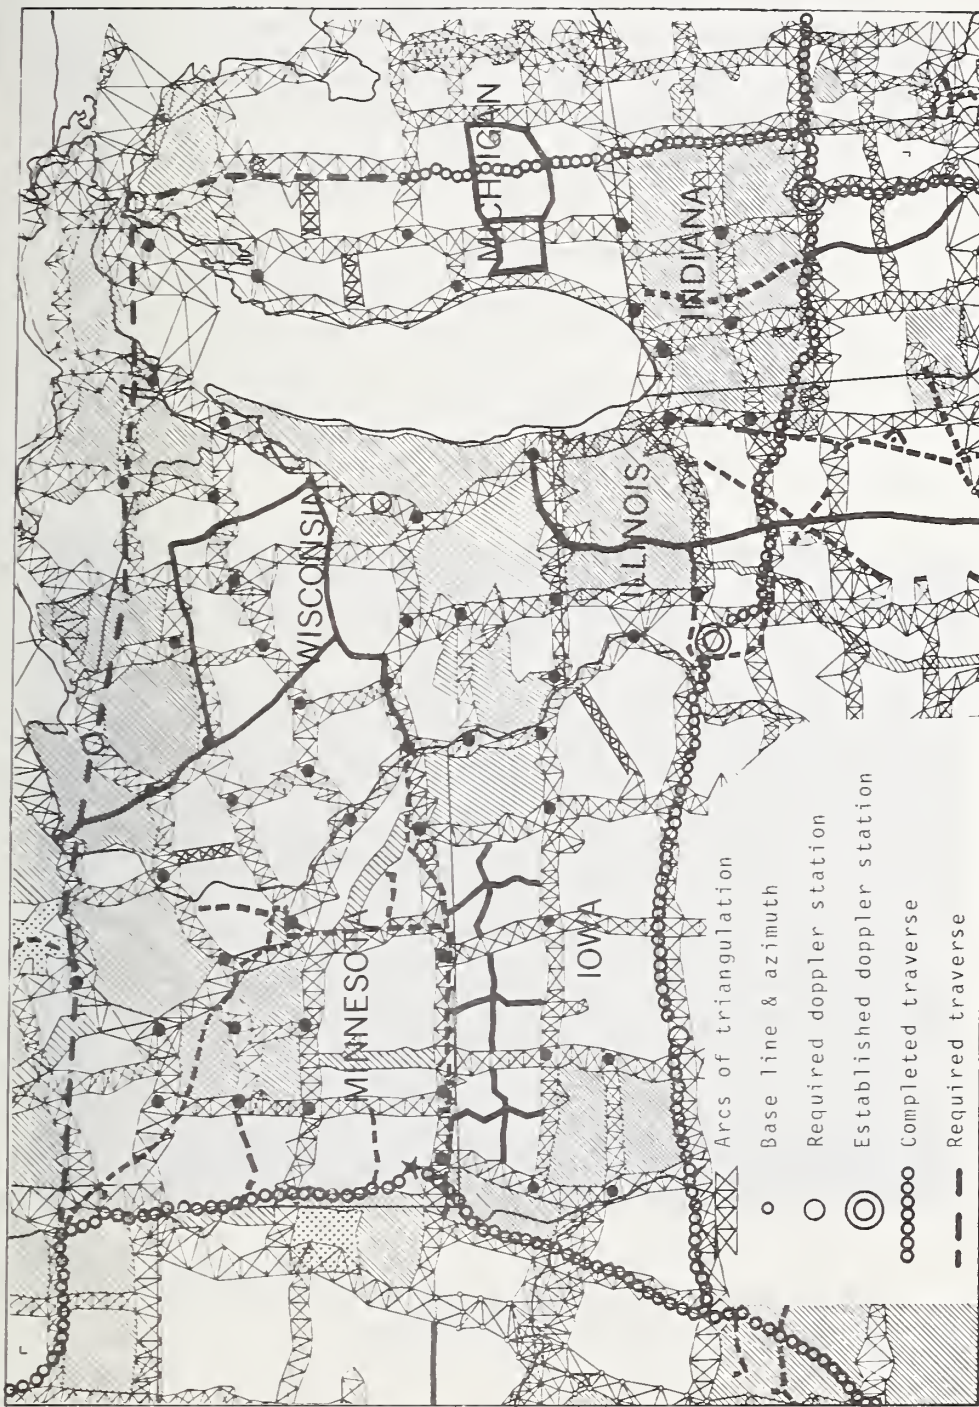 MINNESOTA
WISCONSIN
MICHIGAN
IOWA
ILLINOIS
INDIANA
Arcs of triangulation
Base line & azimuth
Required doppler station
Established doppler station
Completed traverse
Required traverse